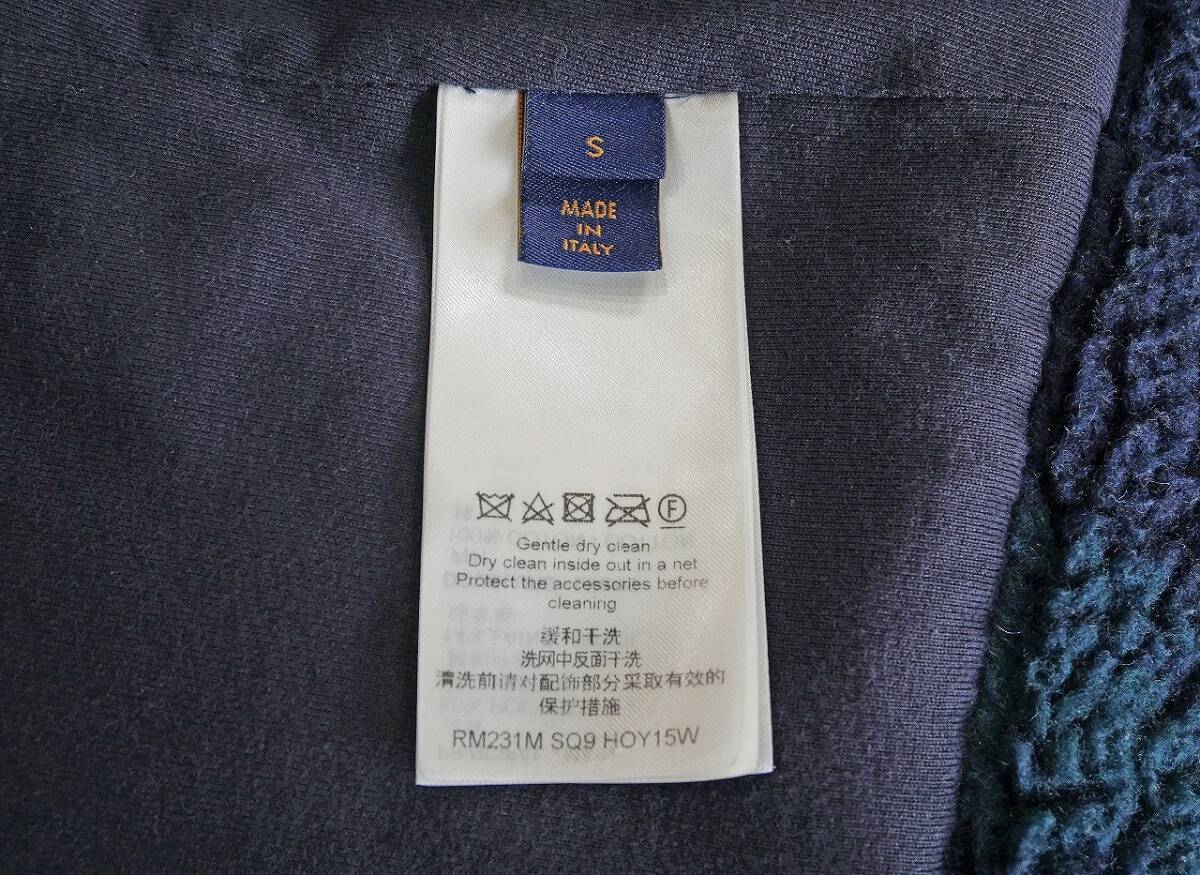 S
MADE
IN
ITALY
F
Gentle dry clean
Dry clean inside out in a net
Protect the accessories before
cleaning
缓和干洗
洗网中反面干洗
清洗前请对配饰部分采取有效的
保护措施
RM231M SQ9 HOY15W